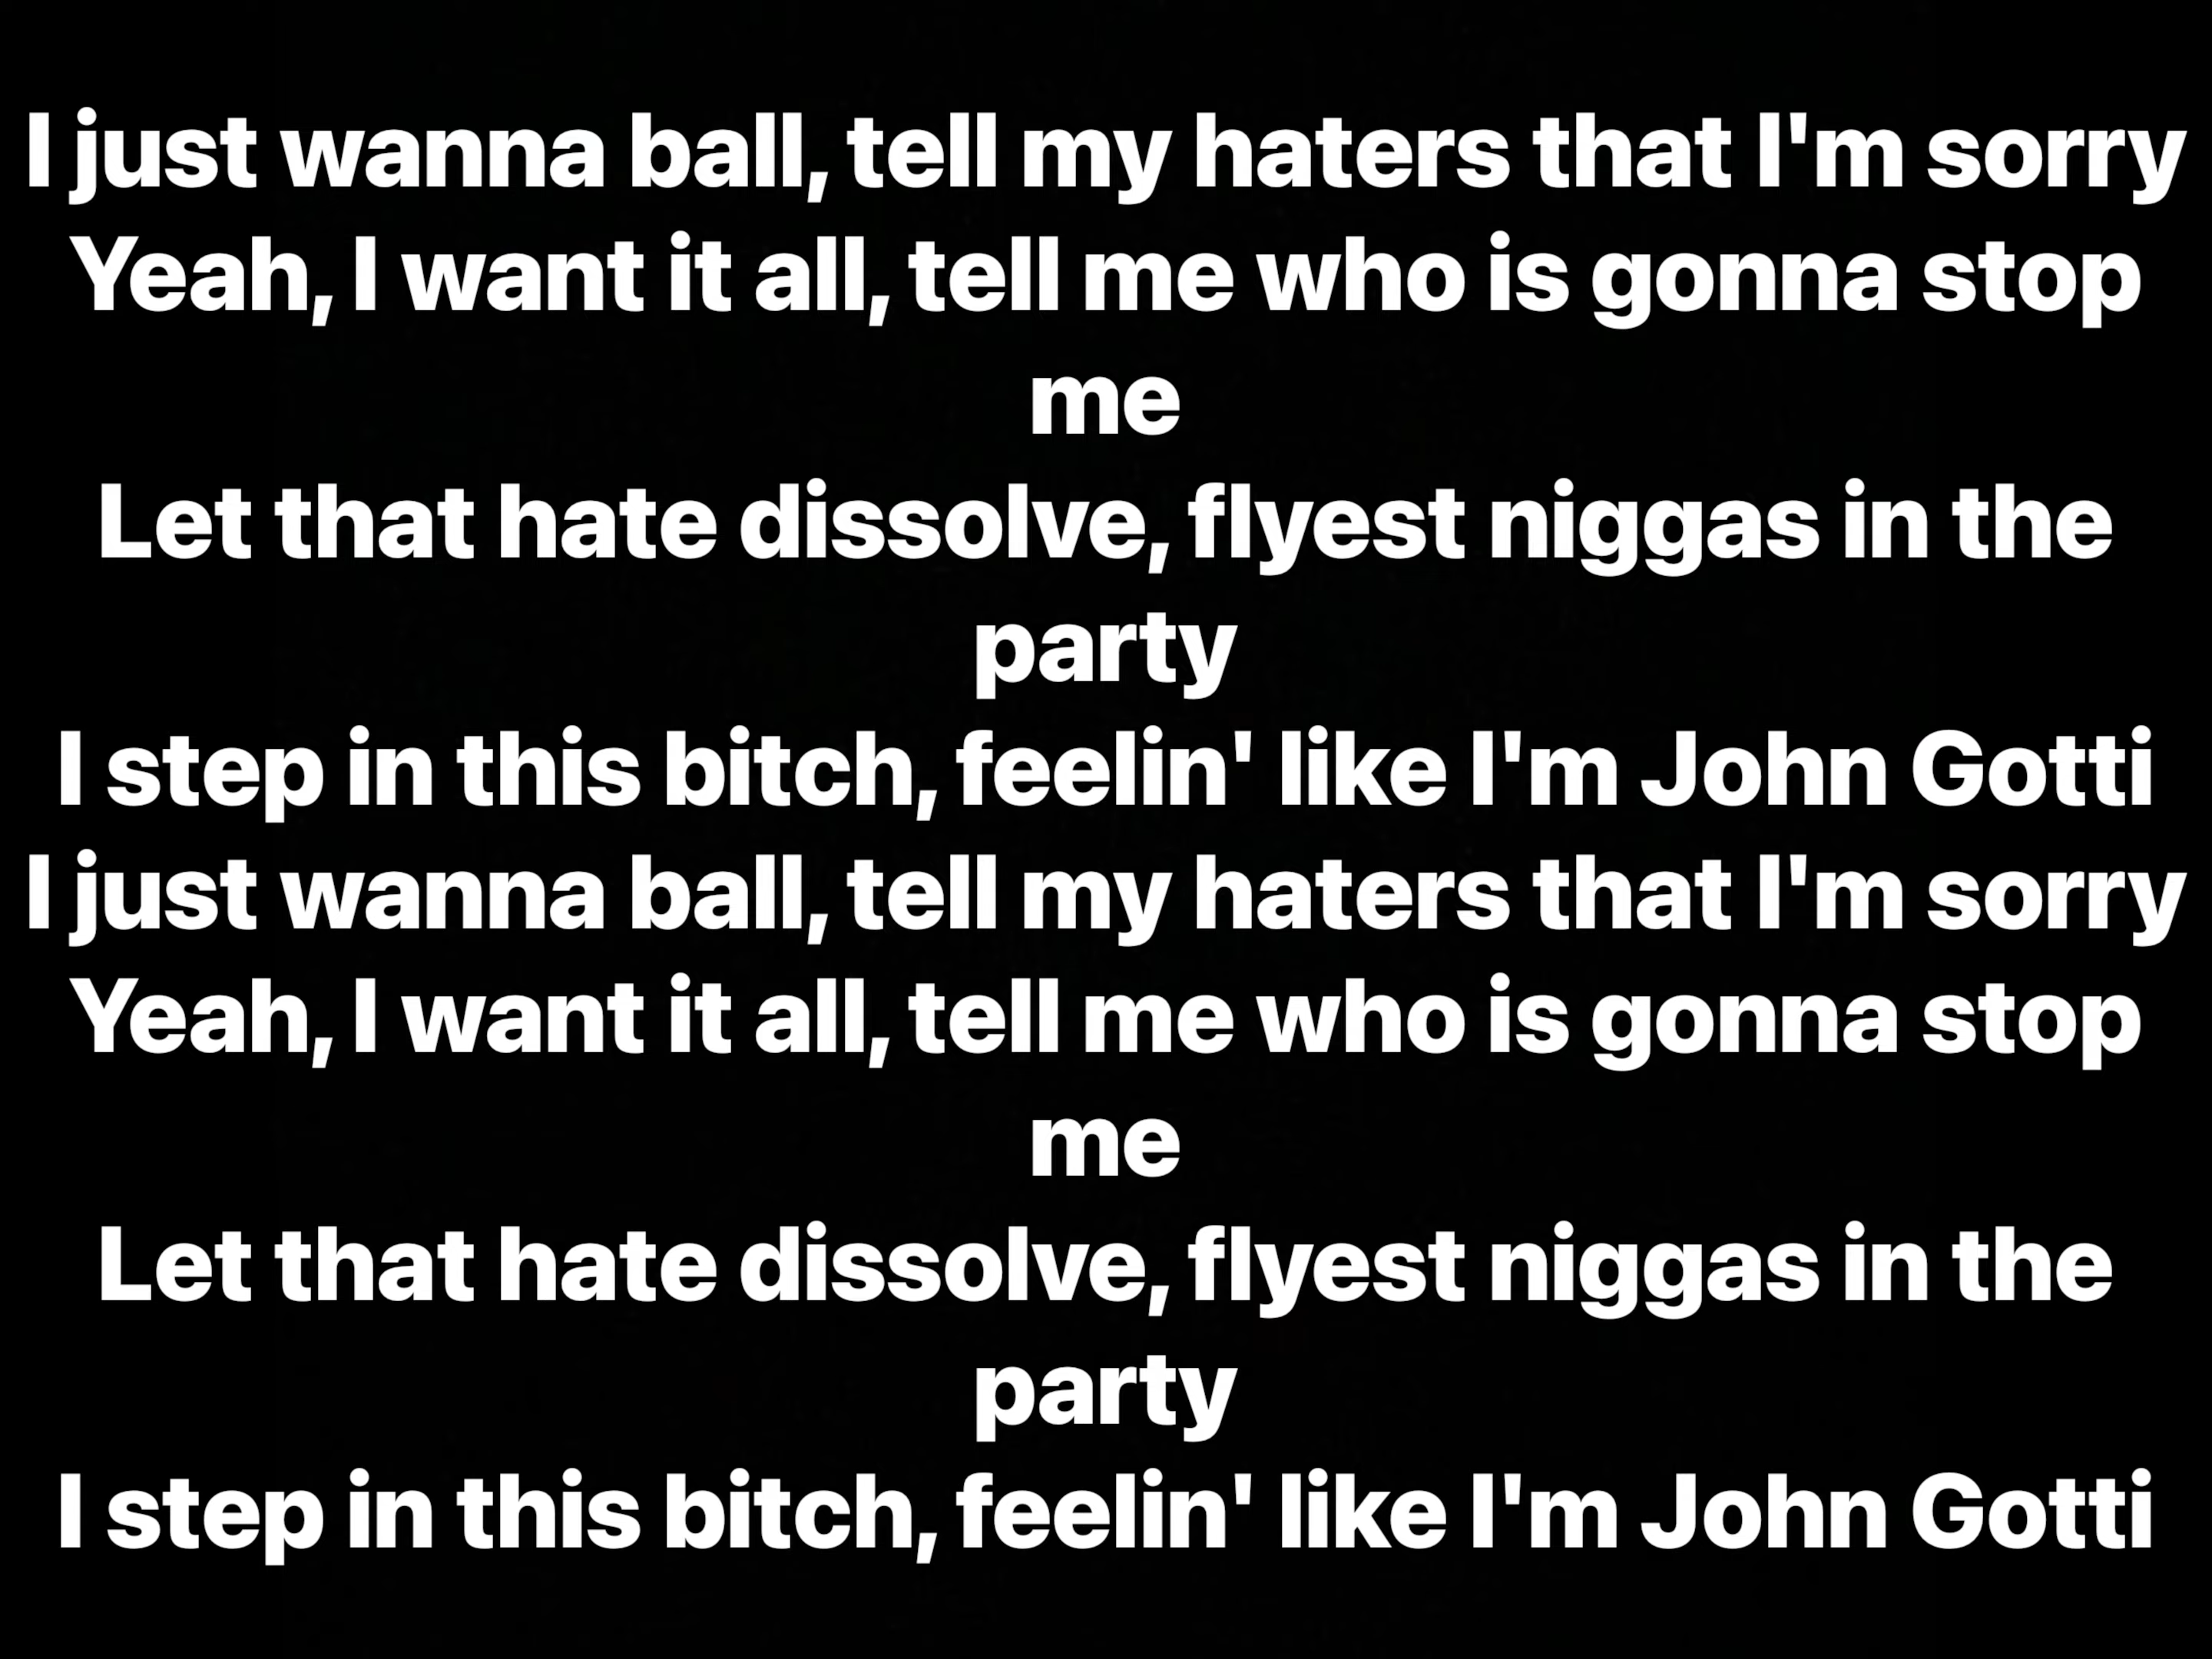 I just wanna ball, tell my haters that I'm sorry
Yeah, I want it all, tell me who is gonna stop
me
Let that hate dissolve, flyest niggas in the
party
I step in this bitch, feelin' like I'm John Gotti
I just wanna ball, tell my haters that I'm sorry
Yeah, I want it all, tell me who is gonna stop
me
Let that hate dissolve, flyest niggas in the
party
I step in this bitch, feelin' like I'm John Gotti